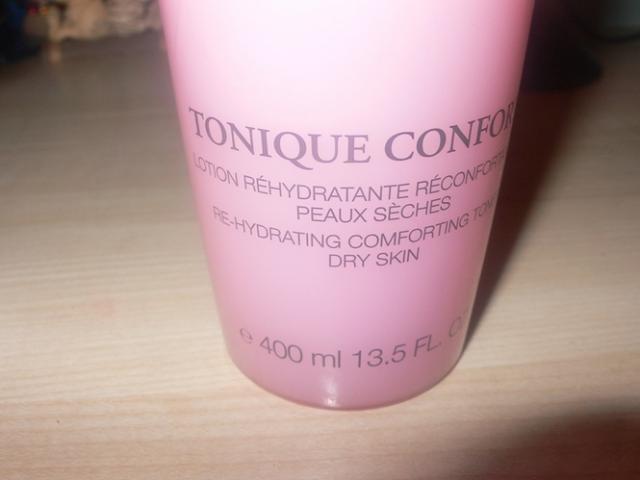 TONIQUE CONFOR
LOTION RÉHYDRATANTE RÉCONFORT
PEAUX SÈCHES
RE-HYDRATING COMFORTING TON
DRY SKIN
e 400 ml 13.5 FL. O